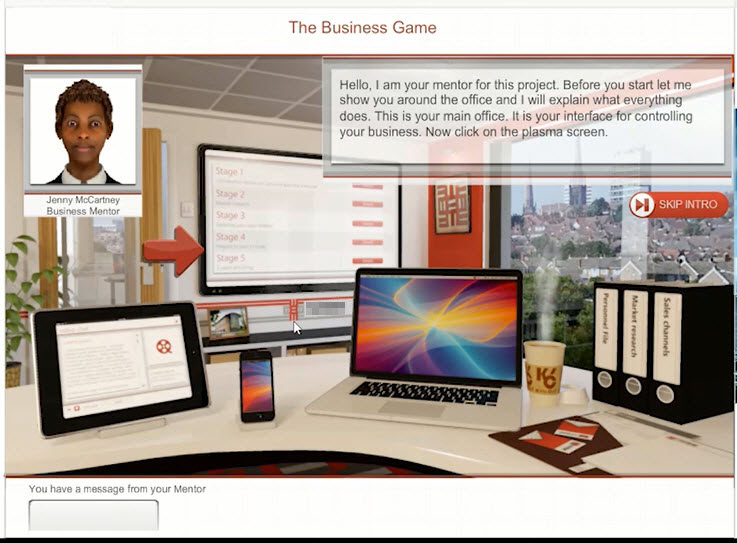 The Business Game
Hello, I am your mentor for this project. Before you start let me
show you around the office and I will explain what everything
does. This is your main office. It is your interface for controlling
your business. Now click on the plasma screen.
Jenny McCartney
Business Mentor
SKIP INTRO
Stage 1
Stage 2
Stage 3
Stage 4
Stage 5
Personnel File
Market research
Sales channels
You have a message from your Mentor